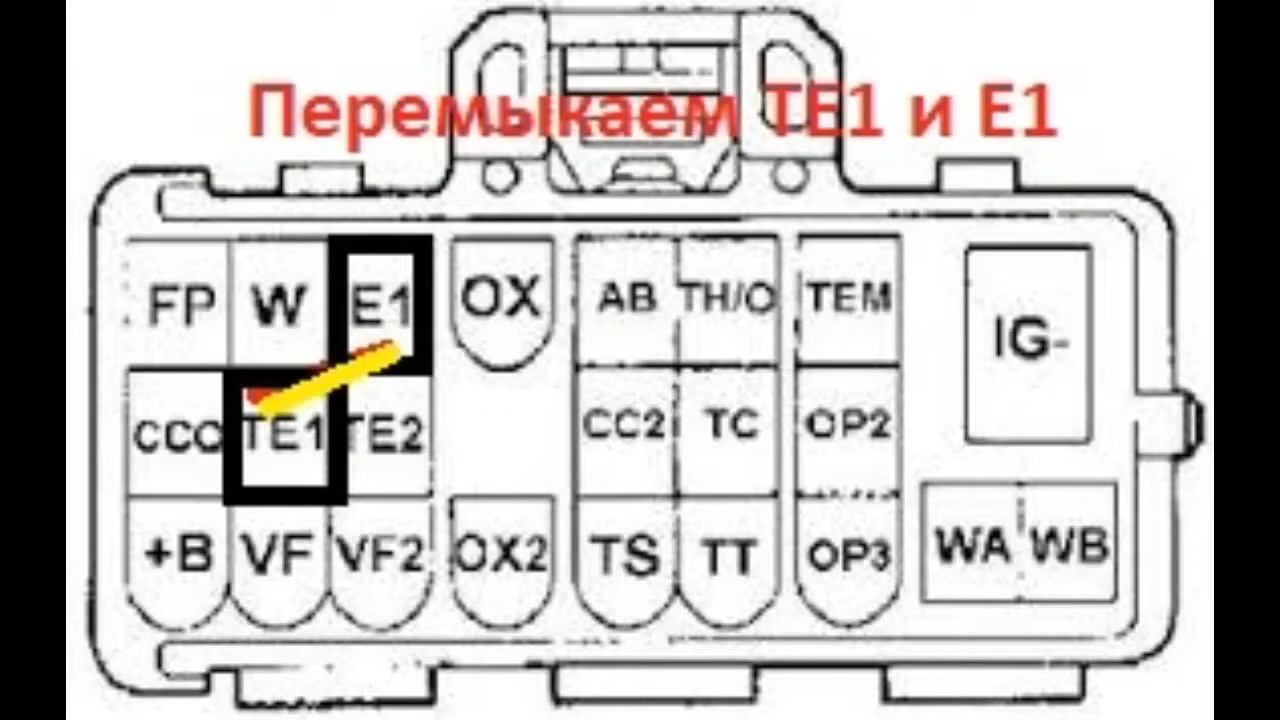 Перемыкаем TE1 и E1
FP W E1 OX AB TH/O TEM IG-
CCO TE1 TE2 CC2 TC OP2
+B VF VF2 OX2 TS TT OP3 WA WB